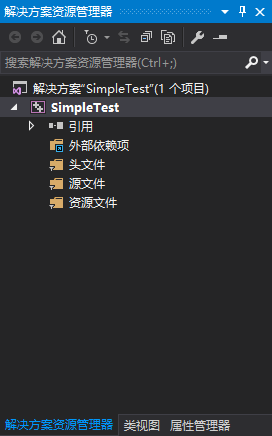 解决方案资源管理器
搜索解决方案资源管理器(Ctrl+;)
解决方案"SimpleTest"(1 个项目)
SimpleTest
引用
外部依赖项
头文件
源文件
资源文件
解决方案资源管理器 类视图 属性管理器